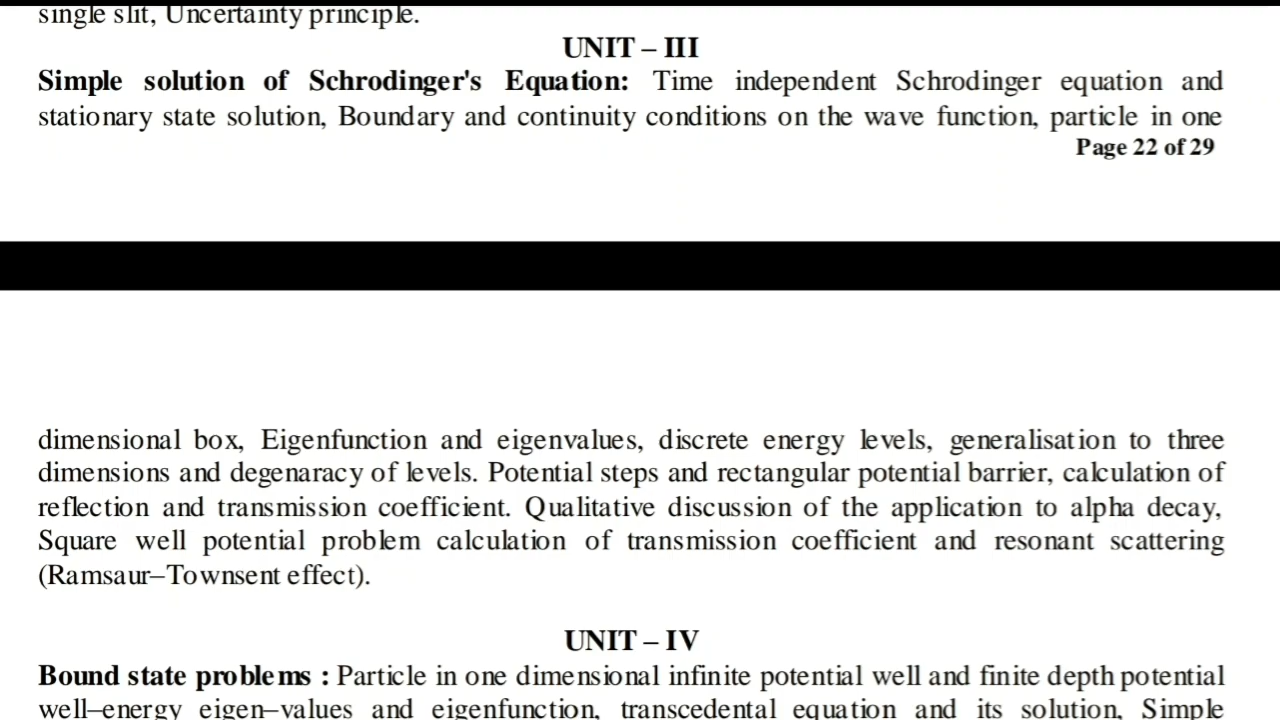 single slit, Uncertainty principle.
UNIT – III
Simple solution of Schrodinger's Equation: Time independent Schrodinger equation and
stationary state solution, Boundary and continuity conditions on the wave function, particle in one
Page 22 of 29
dimensional box, Eigenfunction and eigenvalues, discrete energy levels, generalisation to three
dimensions and degenaracy of levels. Potential steps and rectangular potential barrier, calculation of
reflection and transmission coefficient. Qualitative discussion of the application to alpha decay,
Square well potential problem calculation of transmission coefficient and resonant scattering
(Ramsaur–Townsent effect).
UNIT – IV
Bound state problems : Particle in one dimensional infinite potential well and finite depth potential
well–energy eigen–values and eigenfunction, transcedental equation and its solution, Simple